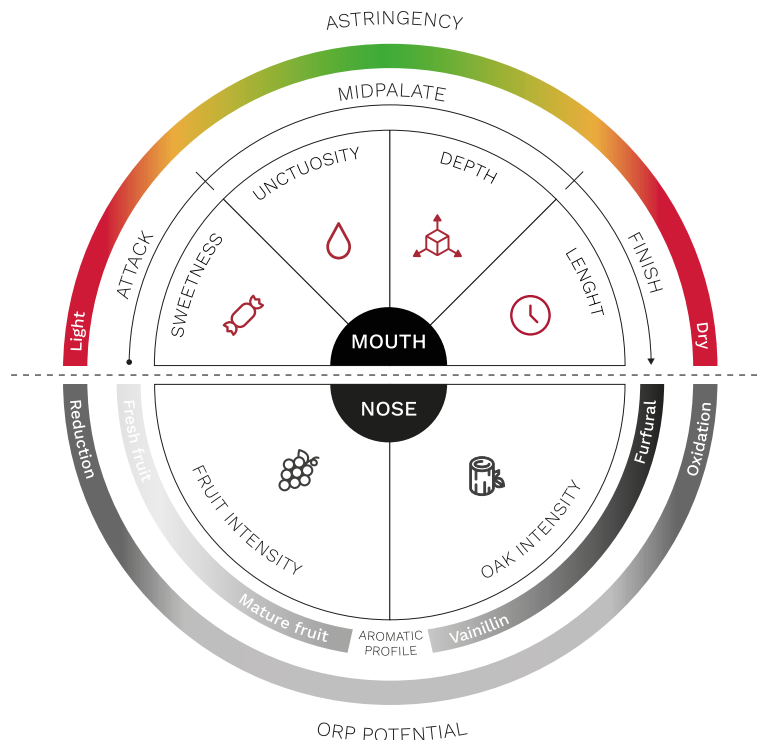 ASTRINGENCY
MIDPALATE
UNCTUOSITY
DEPTH
ATTACK
SWEETNESS
LENGHT
FINISH
Light
MOUTH
Dry
Reduction
Fresh fruit
NOSE
Furfural
Oxidation
FRUIT INTENSITY
OAK INTENSITY
Mature fruit
AROMATIC
PROFILE
Vainillin
ORP POTENTIAL